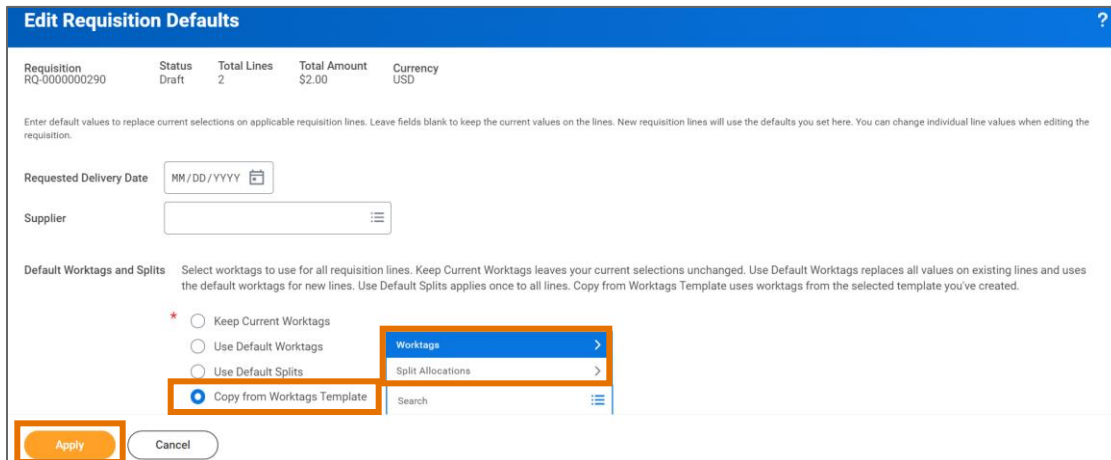 Edit Requisition Defaults ?
Requisition Status Total Lines Total Amount Currency
RQ-0000000290 Draft 2 $2.00 USD
Enter default values to replace current selections on applicable requisition lines. Leave fields blank to keep the current values on the lines. New requisition lines will use the defaults you set here. You can change individual line values when editing the
requisition.
Requested Delivery Date MM/DD/YYYY
Supplier
Default Worktags and Splits Select worktags to use for all requisition lines. Keep Current Worktags leaves your current selections unchanged. Use Default Worktags replaces all values on existing lines and uses
the default worktags for new lines. Use Default Splits applies once to all lines. Copy from Worktags Template uses worktags from the selected template you've created.
* Keep Current Worktags
Use Default Worktags Worktags
Use Default Splits Split Allocations
Copy from Worktags Template Search
Apply Cancel